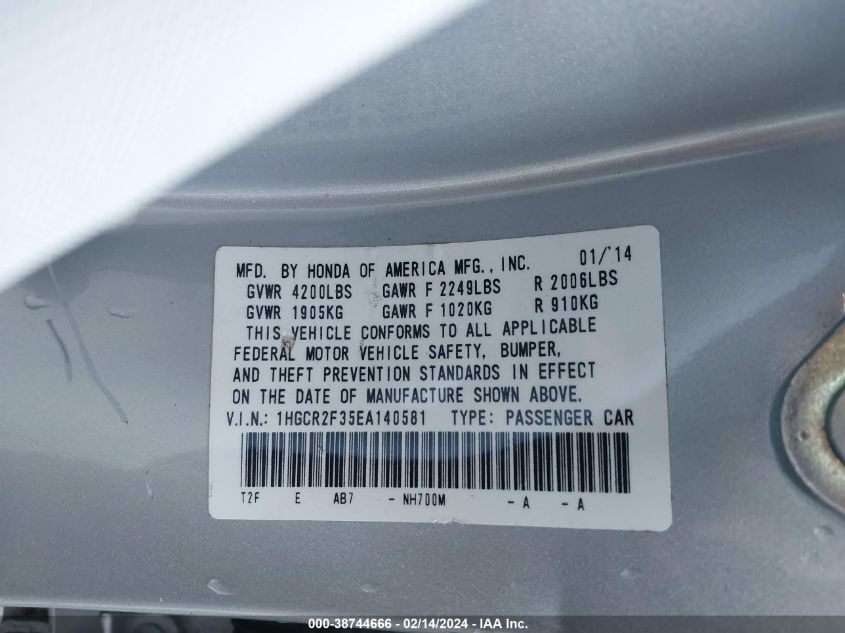 MFD. BY HONDA OF AMERICA MFG., INC. 01/'14
GVWR 4200LBS GAWR F 2249LBS R 2006LBS
GVWR 1905KG GAWR F 1020KG R 910KG
THIS VEHICLE CONFORMS TO ALL APPLICABLE
FEDERAL MOTOR VEHICLE SAFETY, BUMPER,
AND THEFT PREVENTION STANDARDS IN EFFECT
ON THE DATE OF MANUFACTURE SHOWN ABOVE.
V.I.N.: 1HGCR2F35EA140581 TYPE: PASSENGER CAR
T2F E AB7 - NH700M - A - A
000-38744666 - 02/14/2024 - IAA Inc.